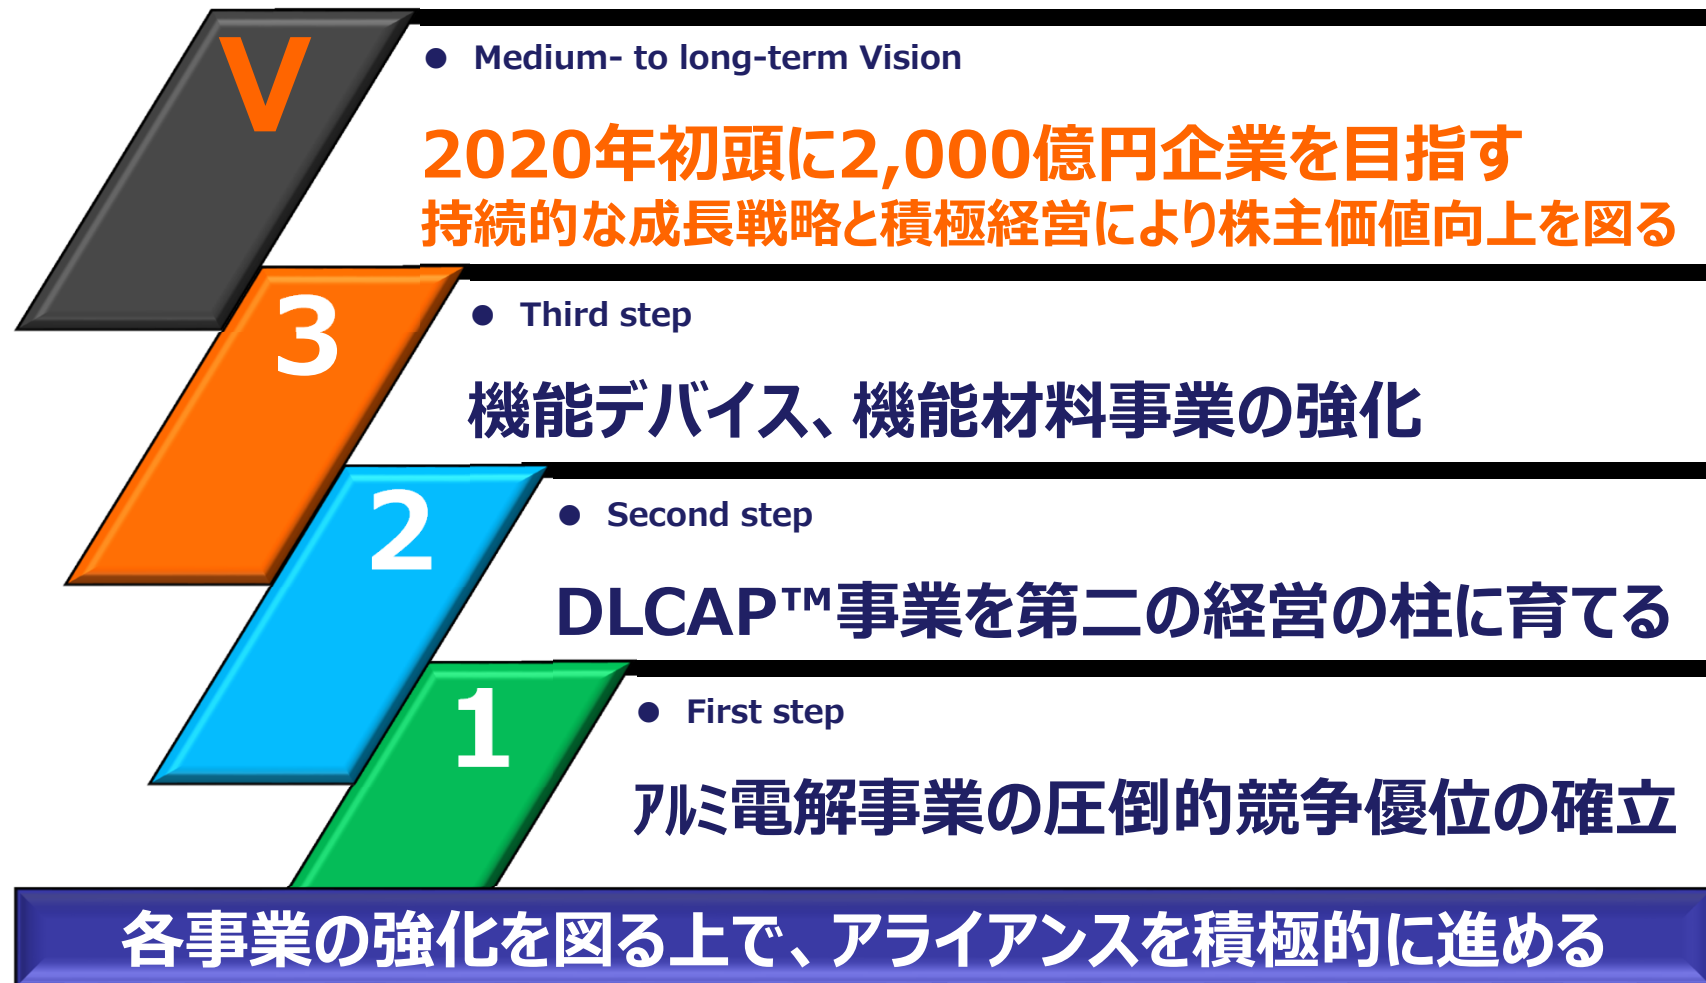 V
● Medium- to long-term Vision
2020年初頭に2,000億円企業を目指す
持続的な成長戦略と積極経営により株主価値向上を図る
3
● Third step
機能デバイス、機能材料事業の強化
2
● Second step
DLCAP™事業を第二の経営の柱に育てる
1
● First step
ｱﾙﾐ電解事業の圧倒的競争優位の確立
各事業の強化を図る上で、アライアンスを積極的に進める